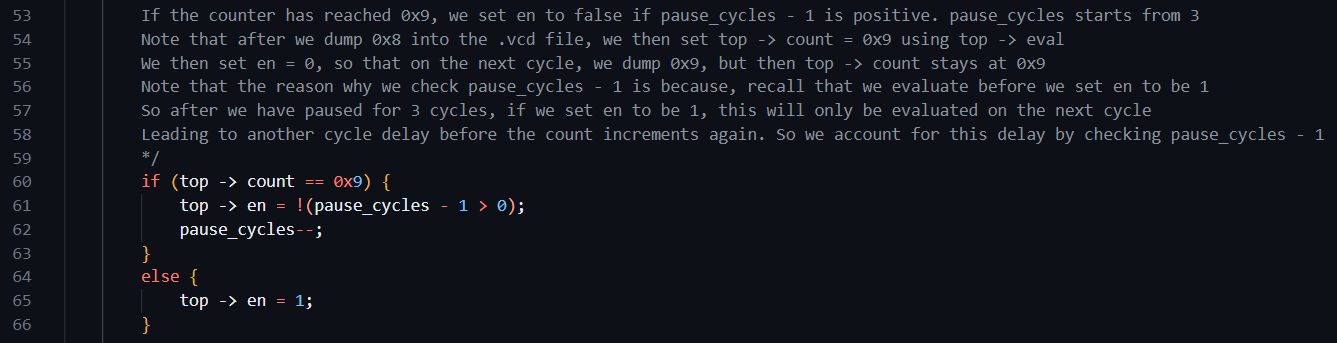 53 If the counter has reached 0x9, we set en to false if pause_cycles - 1 is positive. pause_cycles starts from 3
54 Note that after we dump 0x8 into the .vcd file, we then set top -> count = 0x9 using top -> eval
55 We then set en = 0, so that on the next cycle, we dump 0x9, but then top -> count stays at 0x9
56 Note that the reason why we check pause_cycles - 1 is because, recall that we evaluate before we set en to be 1
57 So after we have paused for 3 cycles, if we set en to be 1, this will only be evaluated on the next cycle
58 Leading to another cycle delay before the count increments again. So we account for this delay by checking pause_cycles - 1
59 */
60 if (top -> count == 0x9) {
61 top -> en = !(pause_cycles - 1 > 0);
62 pause_cycles--;
63 }
64 else {
65 top -> en = 1;
66 }